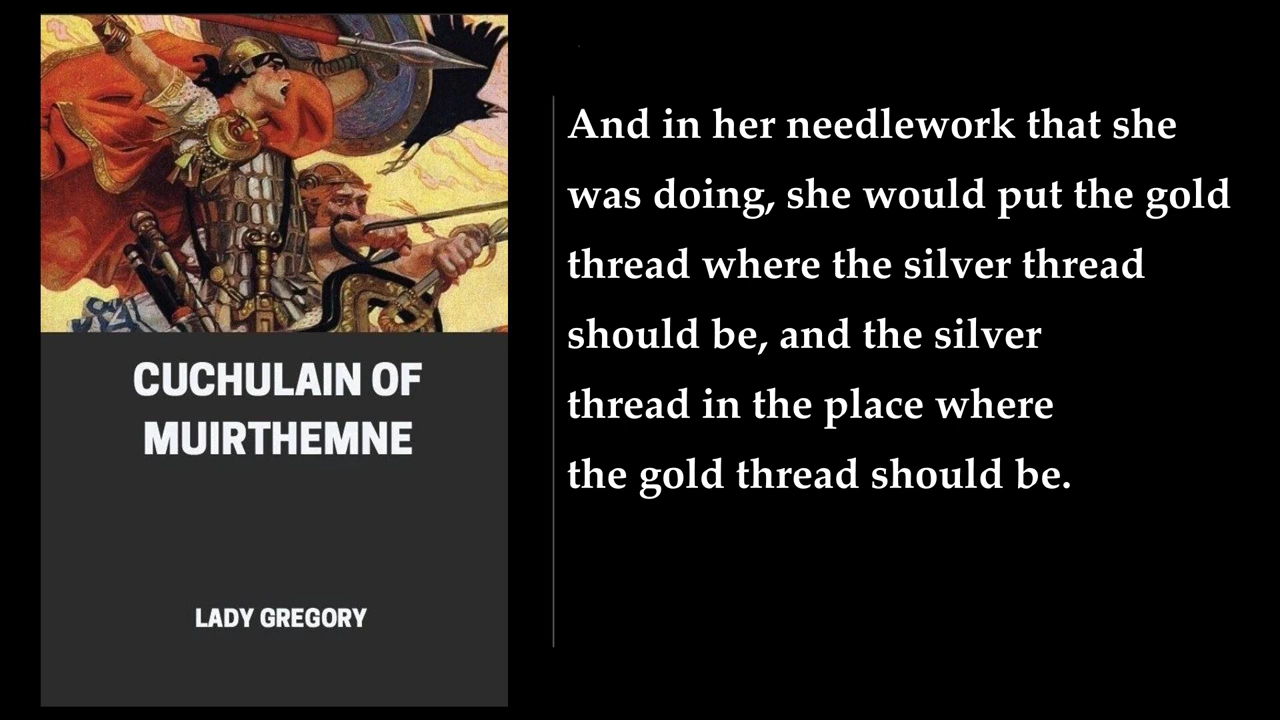 CUCHULAIN OF
MUIRTHEMNE
LADY GREGORY
And in her needlework that she
was doing, she would put the gold
thread where the silver thread
should be, and the silver
thread in the place where
the gold thread should be.